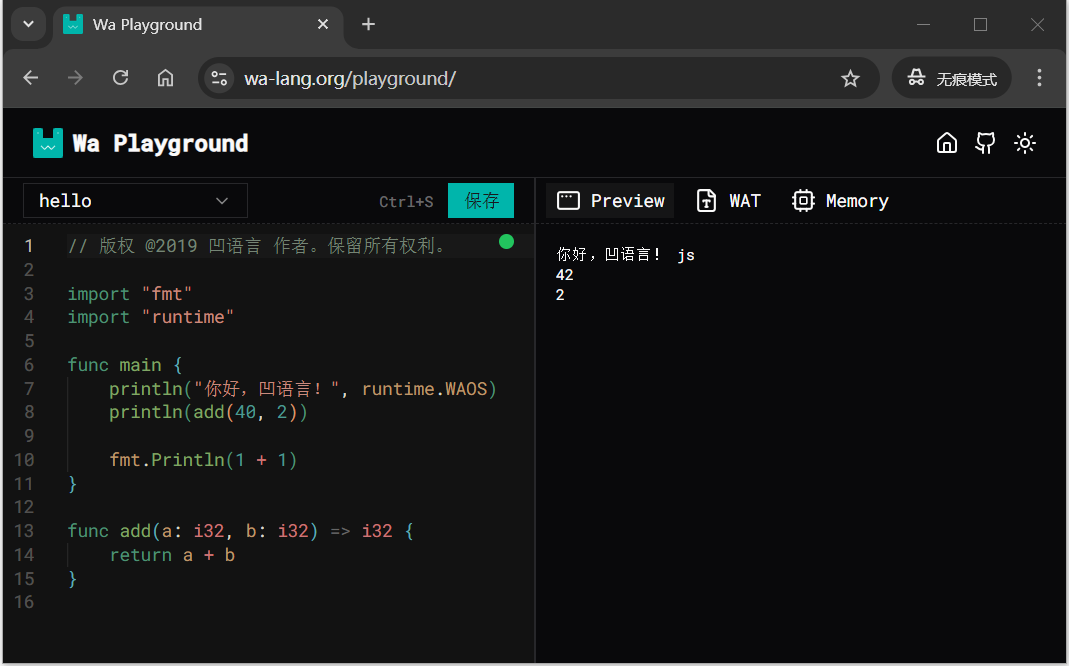 Wa Playground
wa-lang.org/playground/
无痕模式
Wa Playground
hello
Ctrl+S
保存
Preview
WAT
Memory
1 // 版权 @2019 凹语言 作者。保留所有权利。
2
3 import "fmt"
4 import "runtime"
5
6 func main {
7     println("你好，凹语言！", runtime.WAOS)
8     println(add(40, 2))
9
10     fmt.Println(1 + 1)
11 }
12
13 func add(a: i32, b: i32) => i32 {
14     return a + b
15 }
16
你好，凹语言！ js
42
2